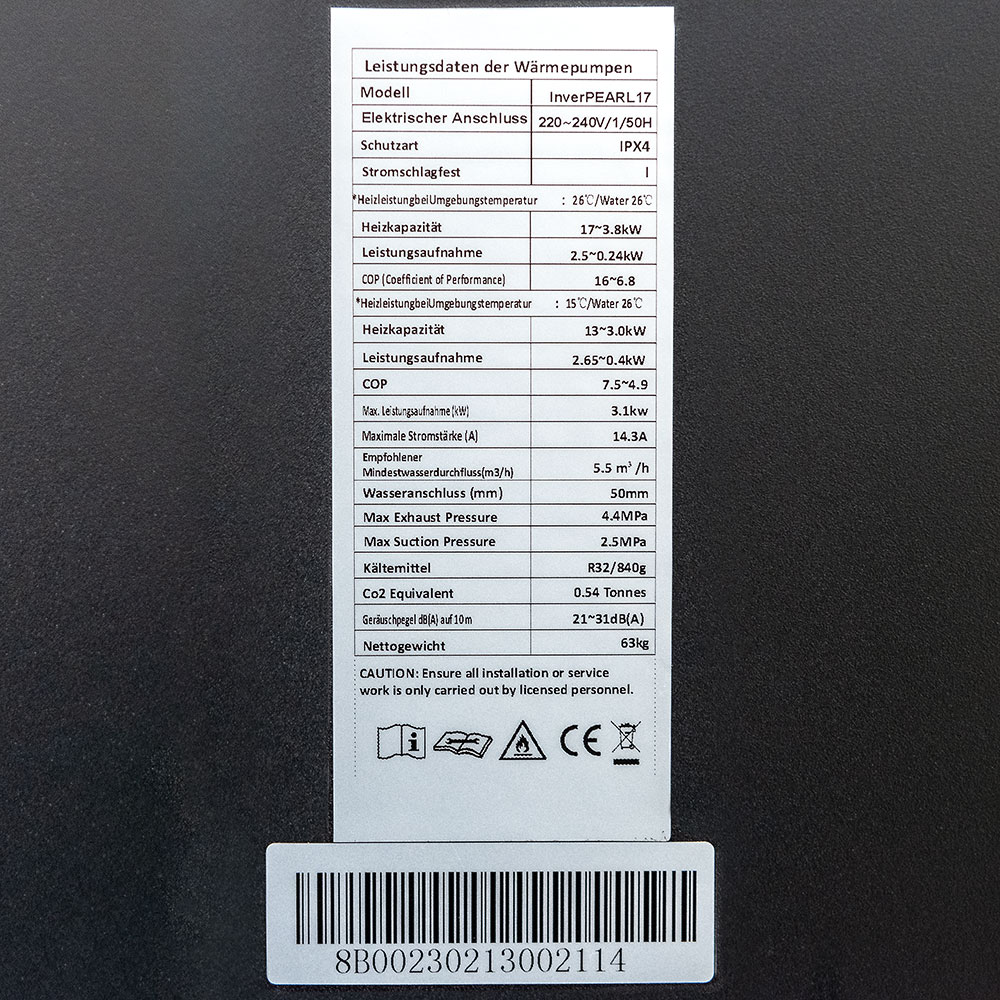 Leistungsdaten der Wärmepumpen
Modell InverPEARL17
Elektrischer Anschluss 220~240V/1/50H
Schutzart IPX4
Stromschlagfest I
*HeizleistungbeiUmgebungstemperatur : 26℃/Water 26℃
Heizkapazität 17~3.8kW
Leistungsaufnahme 2.5~0.24kW
COP (Coefficient of Performance) 16~6.8
*HeizleistungbeiUmgebungstemperatur : 15℃/Water 26℃
Heizkapazität 13~3.0kW
Leistungsaufnahme 2.65~0.4kW
COP 7.5~4.9
Max. Leistungsaufnahme (kW) 3.1kw
Maximale Stromstärke (A) 14.3A
Empfohlener
Mindestwasserdurchfluss(m3/h) 5.5 m³ /h
Wasseranschluss (mm) 50mm
Max Exhaust Pressure 4.4MPa
Max Suction Pressure 2.5MPa
Kältemittel R32/840g
Co2 Equivalent 0.54 Tonnes
Geräuschpegel dB(A) auf 10 m 21~31dB(A)
Nettogewicht 63kg
CAUTION: Ensure all installation or service
work is only carried out by licensed personnel.
i CE
8B00230213002114